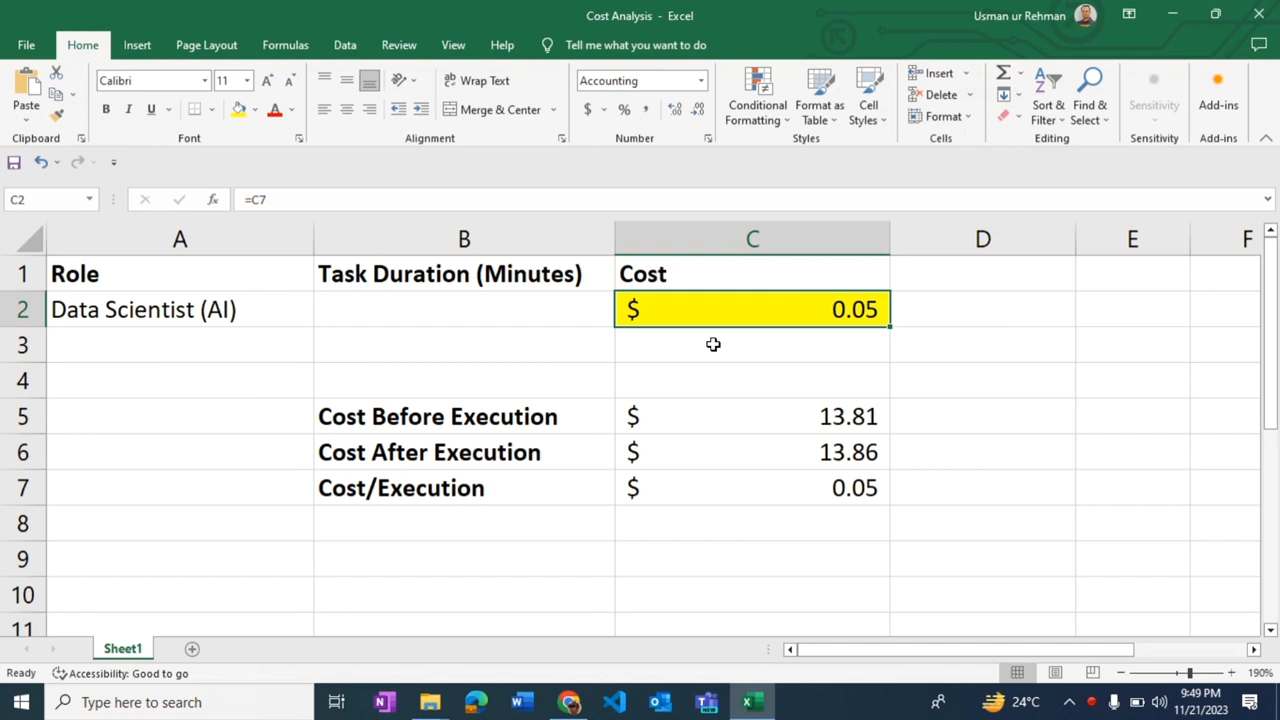 Cost Analysis - Excel
Usman ur Rehman
File Home Insert Page Layout Formulas Data Review View Help Tell me what you want to do
Calibri 11 Wrap Text Accounting Insert
Paste Merge & Center $ % , Conditional Formatting Format as Table Cell Styles Delete Format Sort & Filter Find & Select Sensitivity Add-ins
Clipboard Font Alignment Number Styles Cells Editing Sensitivity Add-ins
C2 fx =C7
A B C D E F
1 Role Task Duration (Minutes) Cost
2 Data Scientist (AI) $ 0.05
3
4
5 Cost Before Execution $ 13.81
6 Cost After Execution $ 13.86
7 Cost/Execution $ 0.05
8
9
10
11
Sheet1
Ready Accessibility: Good to go 190%
Type here to search 24°C 9:49 PM
11/21/2023